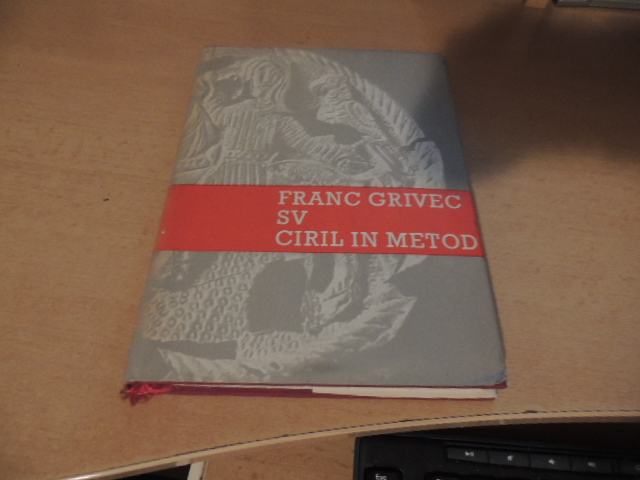 FRANC GRIVEC
SV
CIRIL IN METOD